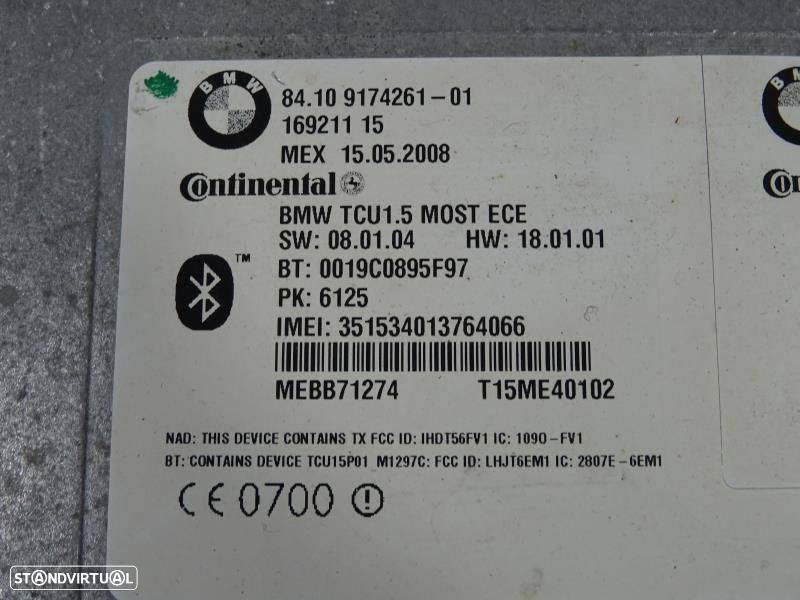 BMW
84.10 9174261-01
169211 15
MEX 15.05.2008
Continental
BMW TCU1.5 MOST ECE
SW: 08.01.04 HW: 18.01.01
™
BT: 0019C0895F97
PK: 6125
IMEI: 351534013764066
MEBB71274 T15ME40102
NAD: THIS DEVICE CONTAINS TX FCC ID: IHDT56FV1 IC: 1090-FV1
BT: CONTAINS DEVICE TCU15P01 M1297C: FCC ID: LHJT6EM1 IC: 2807E-6EM1
CE 0700
B
Con
STANDVIRTUAL